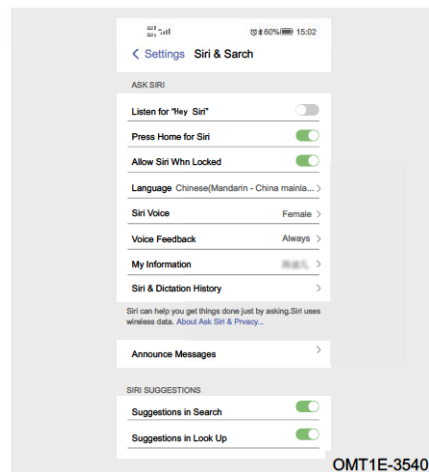 60% 15:02
< Settings Siri & Sarch
ASK SIRI
Listen for "Hey Siri"
Press Home for Siri
Allow Siri Whn Locked
Language Chinese(Mandarin - China mainla... >
Siri Voice Female >
Voice Feedback Always >
My Information >
Siri & Dictation History >
Siri can help you get things done just by asking.Siri uses
wireless data. About Ask Siri & Privacy...
Announce Messages >
SIRI SUGGESTIONS
Suggestions in Search
Suggestions in Look Up
OMT1E-3540